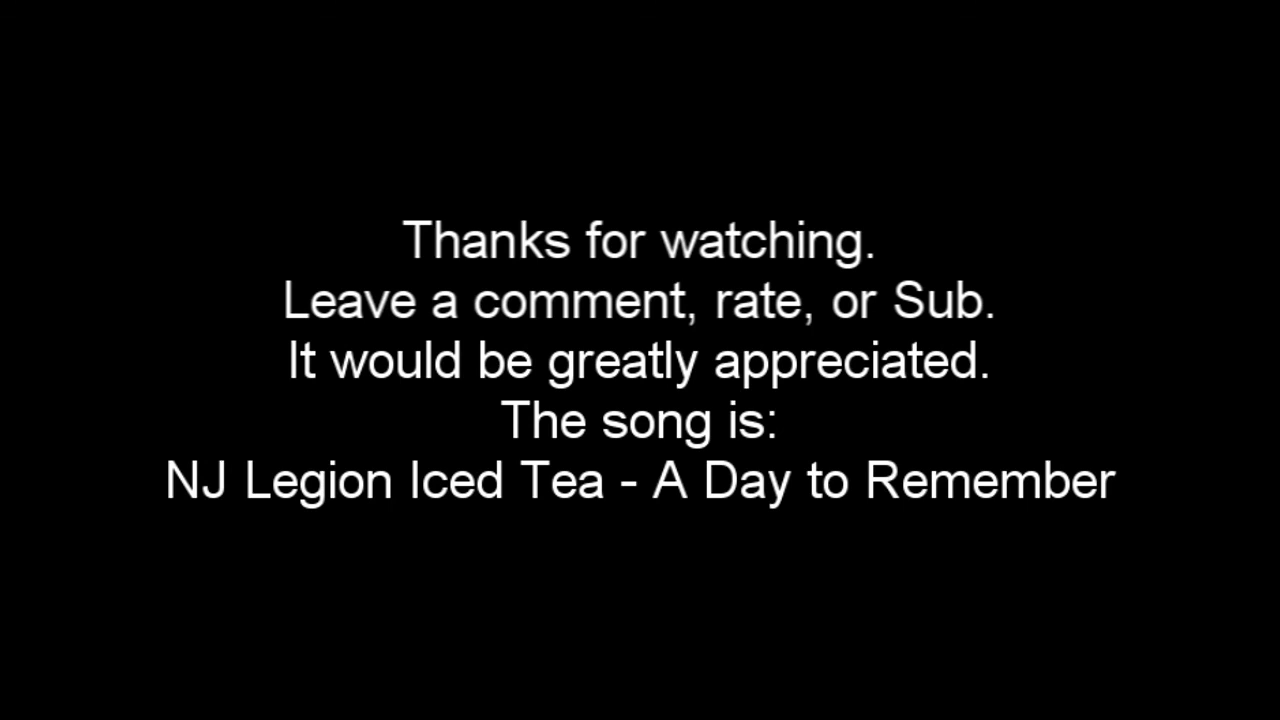 Thanks for watching.
Leave a comment, rate, or Sub.
It would be greatly appreciated.
The song is:
NJ Legion Iced Tea - A Day to Remember